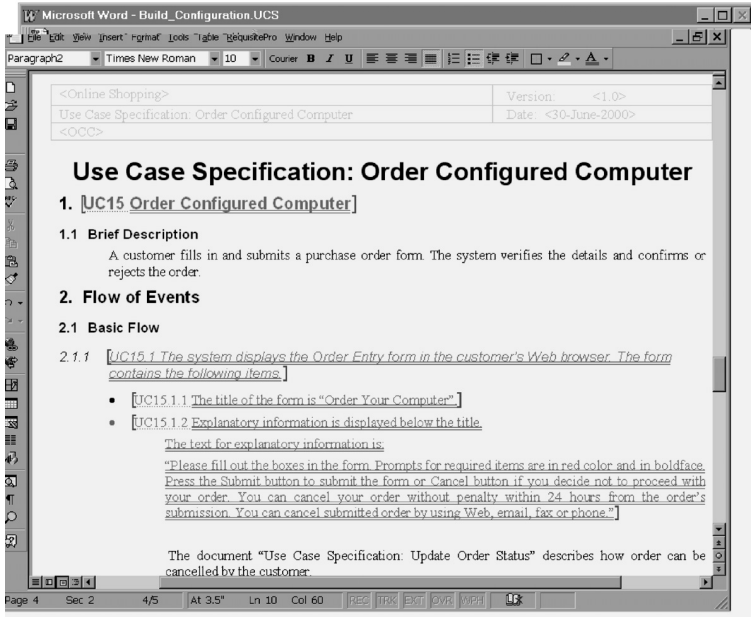 Microsoft Word - Build_Configuration.UCS
File Edit View Insert Format Tools Table RequisitePro Window Help
Paragraph2 Times New Roman 10 Courier B I U A
<Online Shopping> Version: <1.0>
Use Case Specification: Order Configured Computer Date: <30-June-2000>
<OCC>
Use Case Specification: Order Configured Computer
1. [UC15 Order Configured Computer]
1.1 Brief Description
A customer fills in and submits a purchase order form. The system verifies the details and confirms or
rejects the order.
2. Flow of Events
2.1 Basic Flow
2.1.1 [UC15.1 The system displays the Order Entry form in the customer's Web browser. The form
contains the following items.]
• [UC15.1.1 The title of the form is "Order Your Computer".]
• [UC15.1.2 Explanatory information is displayed below the title.
The text for explanatory information is:
"Please fill out the boxes in the form. Prompts for required items are in red color and in boldface.
Press the Submit button to submit the form or Cancel button if you decide not to proceed with
your order. You can cancel your order without penalty within 24 hours from the order's
submission. You can cancel submitted order by using Web, email, fax or phone."]
The document "Use Case Specification: Update Order Status" describes how order can be
cancelled by the customer.
Page 4 Sec 2 4/5 At 3.5" Ln 10 Col 60 REC TRK EXT OVR WPH